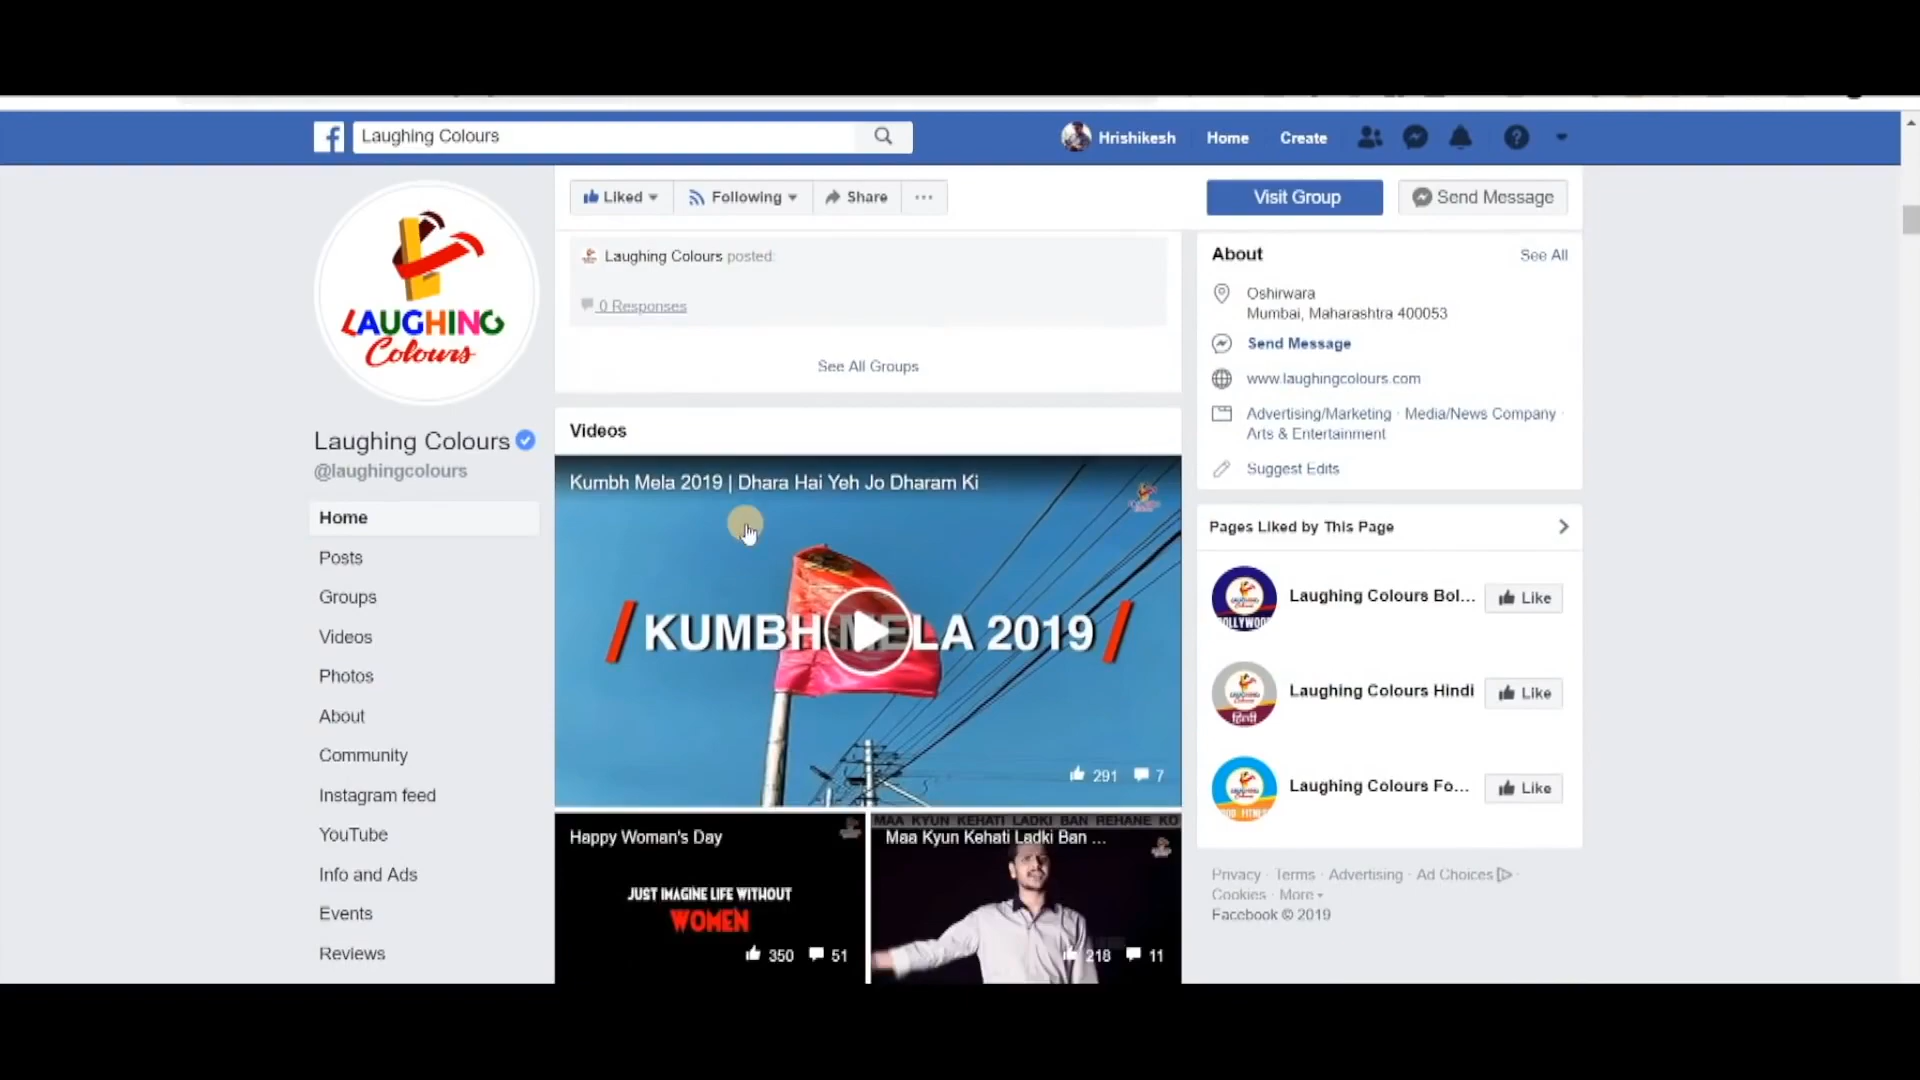 Laughing Colours
Hrishikesh
Home
Create
LAUGHING
Colours
Laughing Colours
@laughingcolours
Home
Posts
Groups
Videos
Photos
About
Community
Instagram feed
YouTube
Info and Ads
Events
Reviews
Liked
Following
Share
Visit Group
Send Message
Laughing Colours posted:
0 Responses
See All Groups
Videos
Kumbh Mela 2019 | Dhara Hai Yeh Jo Dharam Ki
/ KUMBH MELA 2019 /
291 7
Happy Woman's Day
JUST IMAGINE LIFE WITHOUT
WOMEN
350 51
MAA KYUN KEHATI LADKI BAN REHANE KO
Maa Kyun Kehati Ladki Ban ...
218 11
About
See All
Oshirwara
Mumbai, Maharashtra 400053
Send Message
www.laughingcolours.com
Advertising/Marketing · Media/News Company ·
Arts & Entertainment
Suggest Edits
Pages Liked by This Page
Laughing Colours Bol...
Like
Laughing Colours Hindi
हिन्दी
Like
Laughing Colours Fo...
Like
Privacy · Terms · Advertising · Ad Choices ·
Cookies · More
Facebook © 2019